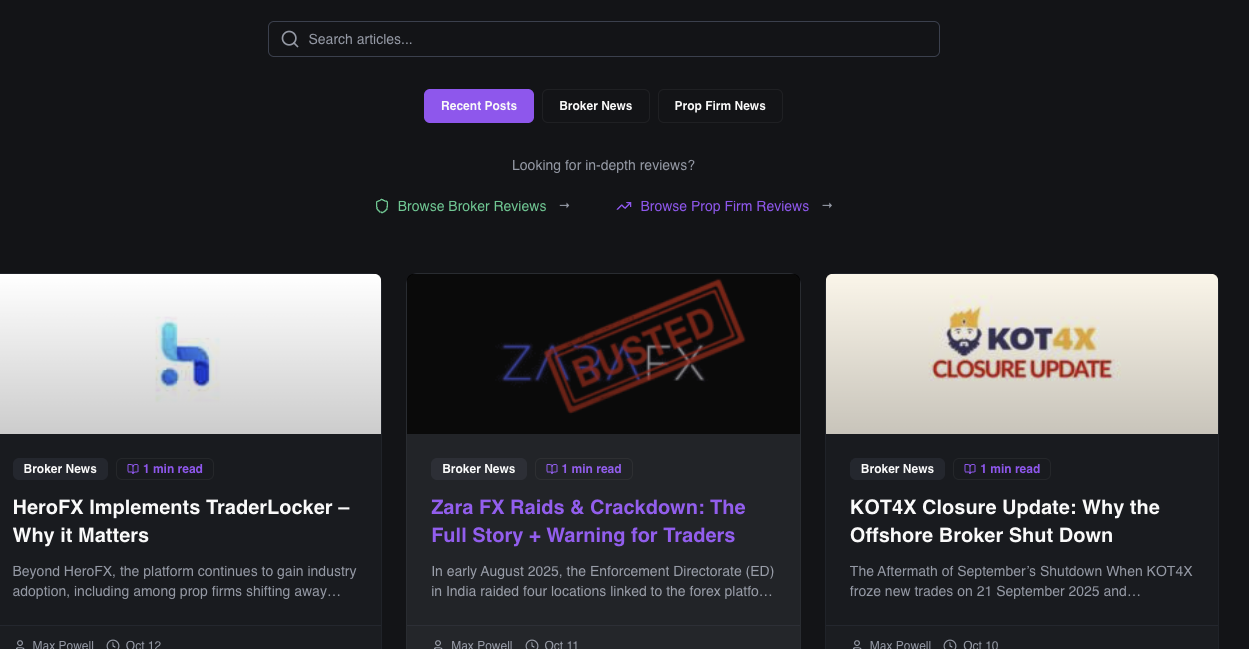 Search articles...
Recent Posts
Broker News
Prop Firm News
Looking for in-depth reviews?
Browse Broker Reviews →
Browse Prop Firm Reviews →
ZARA FX
BUSTED
KOT4X
CLOSURE UPDATE
Broker News
1 min read
HeroFX Implements TraderLocker –
Why it Matters
Beyond HeroFX, the platform continues to gain industry
adoption, including among prop firms shifting away…
Max Powell
Oct 12
Broker News
1 min read
Zara FX Raids & Crackdown: The
Full Story + Warning for Traders
In early August 2025, the Enforcement Directorate (ED)
in India raided four locations linked to the forex platfo…
Max Powell
Oct 11
Broker News
1 min read
KOT4X Closure Update: Why the
Offshore Broker Shut Down
The Aftermath of September’s Shutdown When KOT4X
froze new trades on 21 September 2025 and…
Max Powell
Oct 10